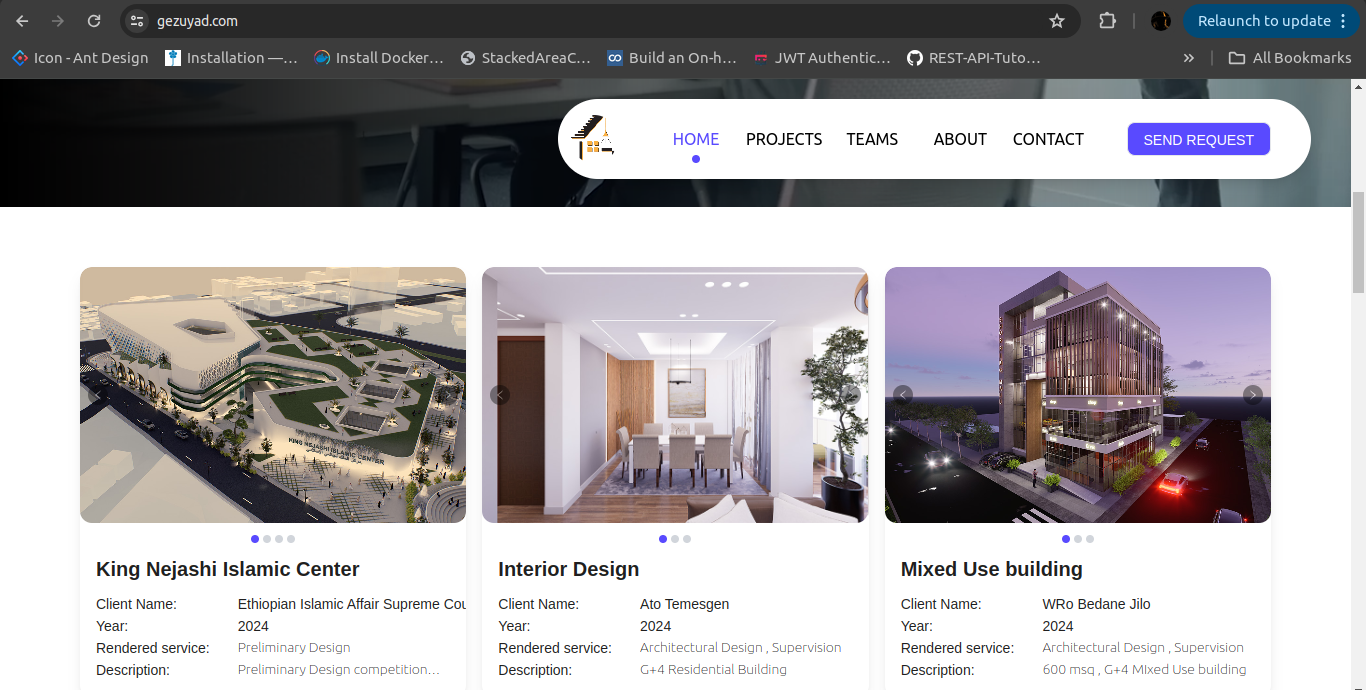 gezuyad.com
Relaunch to update
Icon - Ant Design
Installation —...
Install Docker...
StackedAreaC...
Build an On-h...
JWT Authentic...
REST-API-Tuto...
All Bookmarks
HOME
PROJECTS
TEAMS
ABOUT
CONTACT
SEND REQUEST
KING NEJASHI ISLAMIC CENTER
King Nejashi Islamic Center
Client Name: Ethiopian Islamic Affair Supreme Cou
Year: 2024
Rendered service: Preliminary Design
Description: Preliminary Design competition...
Interior Design
Client Name: Ato Temesgen
Year: 2024
Rendered service: Architectural Design , Supervision
Description: G+4 Residential Building
Mixed Use building
Client Name: WRo Bedane Jilo
Year: 2024
Rendered service: Architectural Design , Supervision
Description: 600 msq , G+4 MIxed Use building